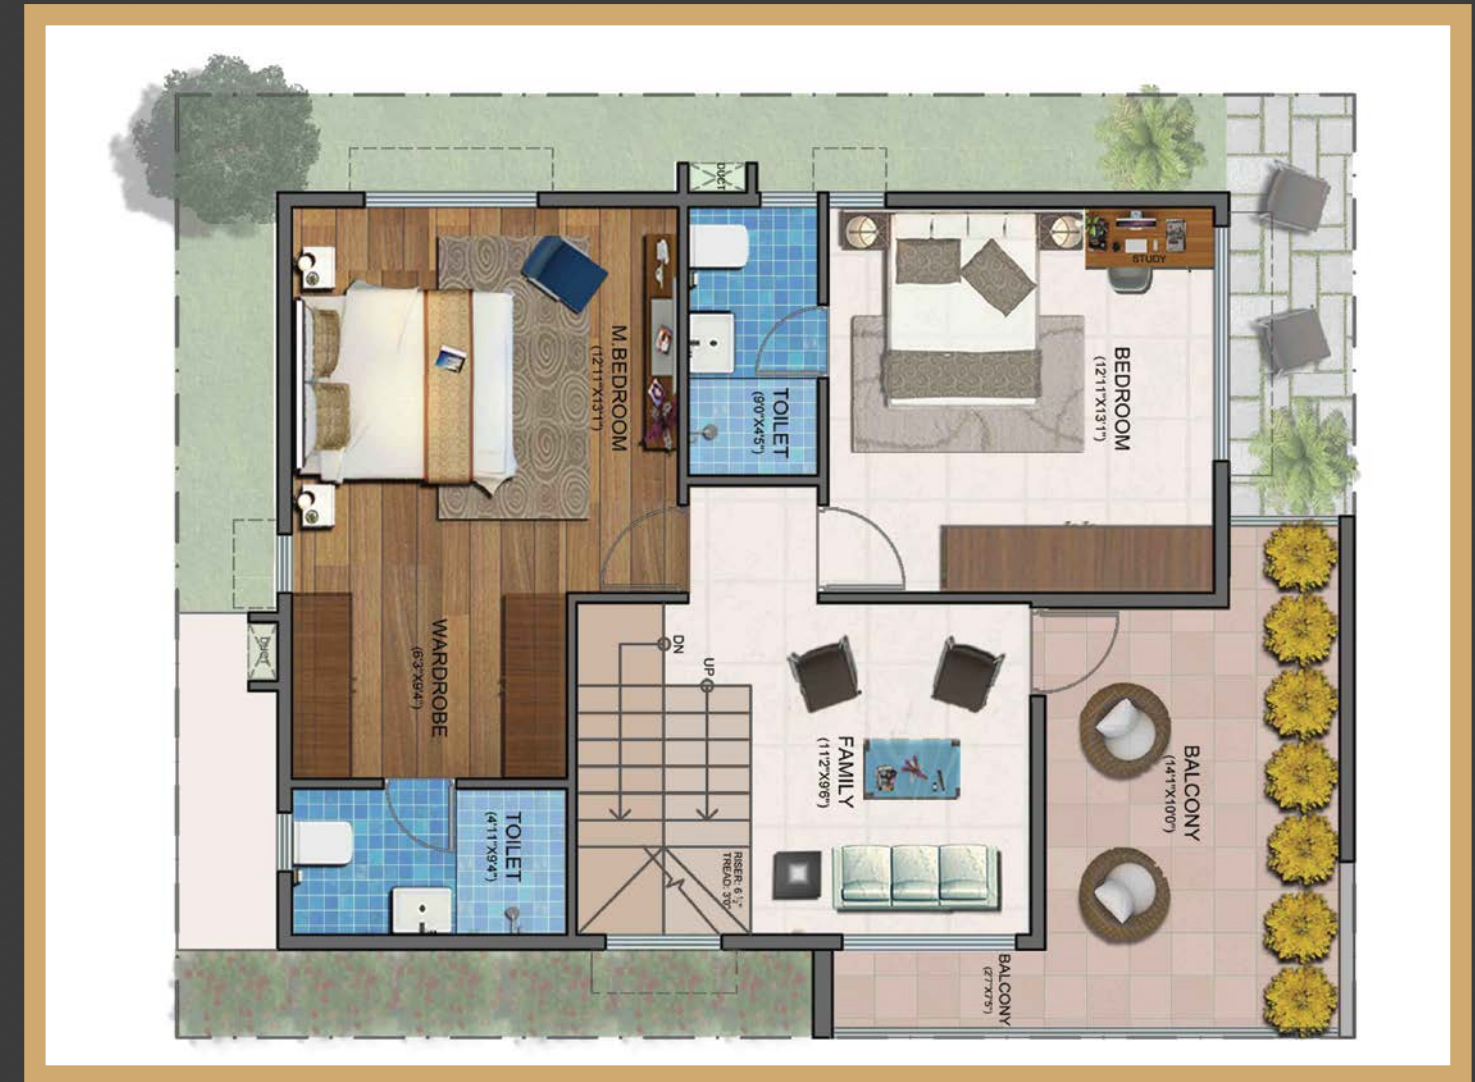 DUCT
STUDY
M.BEDROOM
(12'11"X13'1")
TOILET
(9'0"X4'5")
BEDROOM
(12'11"X13'1")
DUCT
WARDROBE
(6'3"X9'4")
DN
UP
FAMILY
(11'2"X9'6")
BALCONY
(14'1"X10'0")
TOILET
(4'11"X9'4")
RISER: 6 ½"
TREAD: 3'0"
BALCONY
(2'7"X7'5")